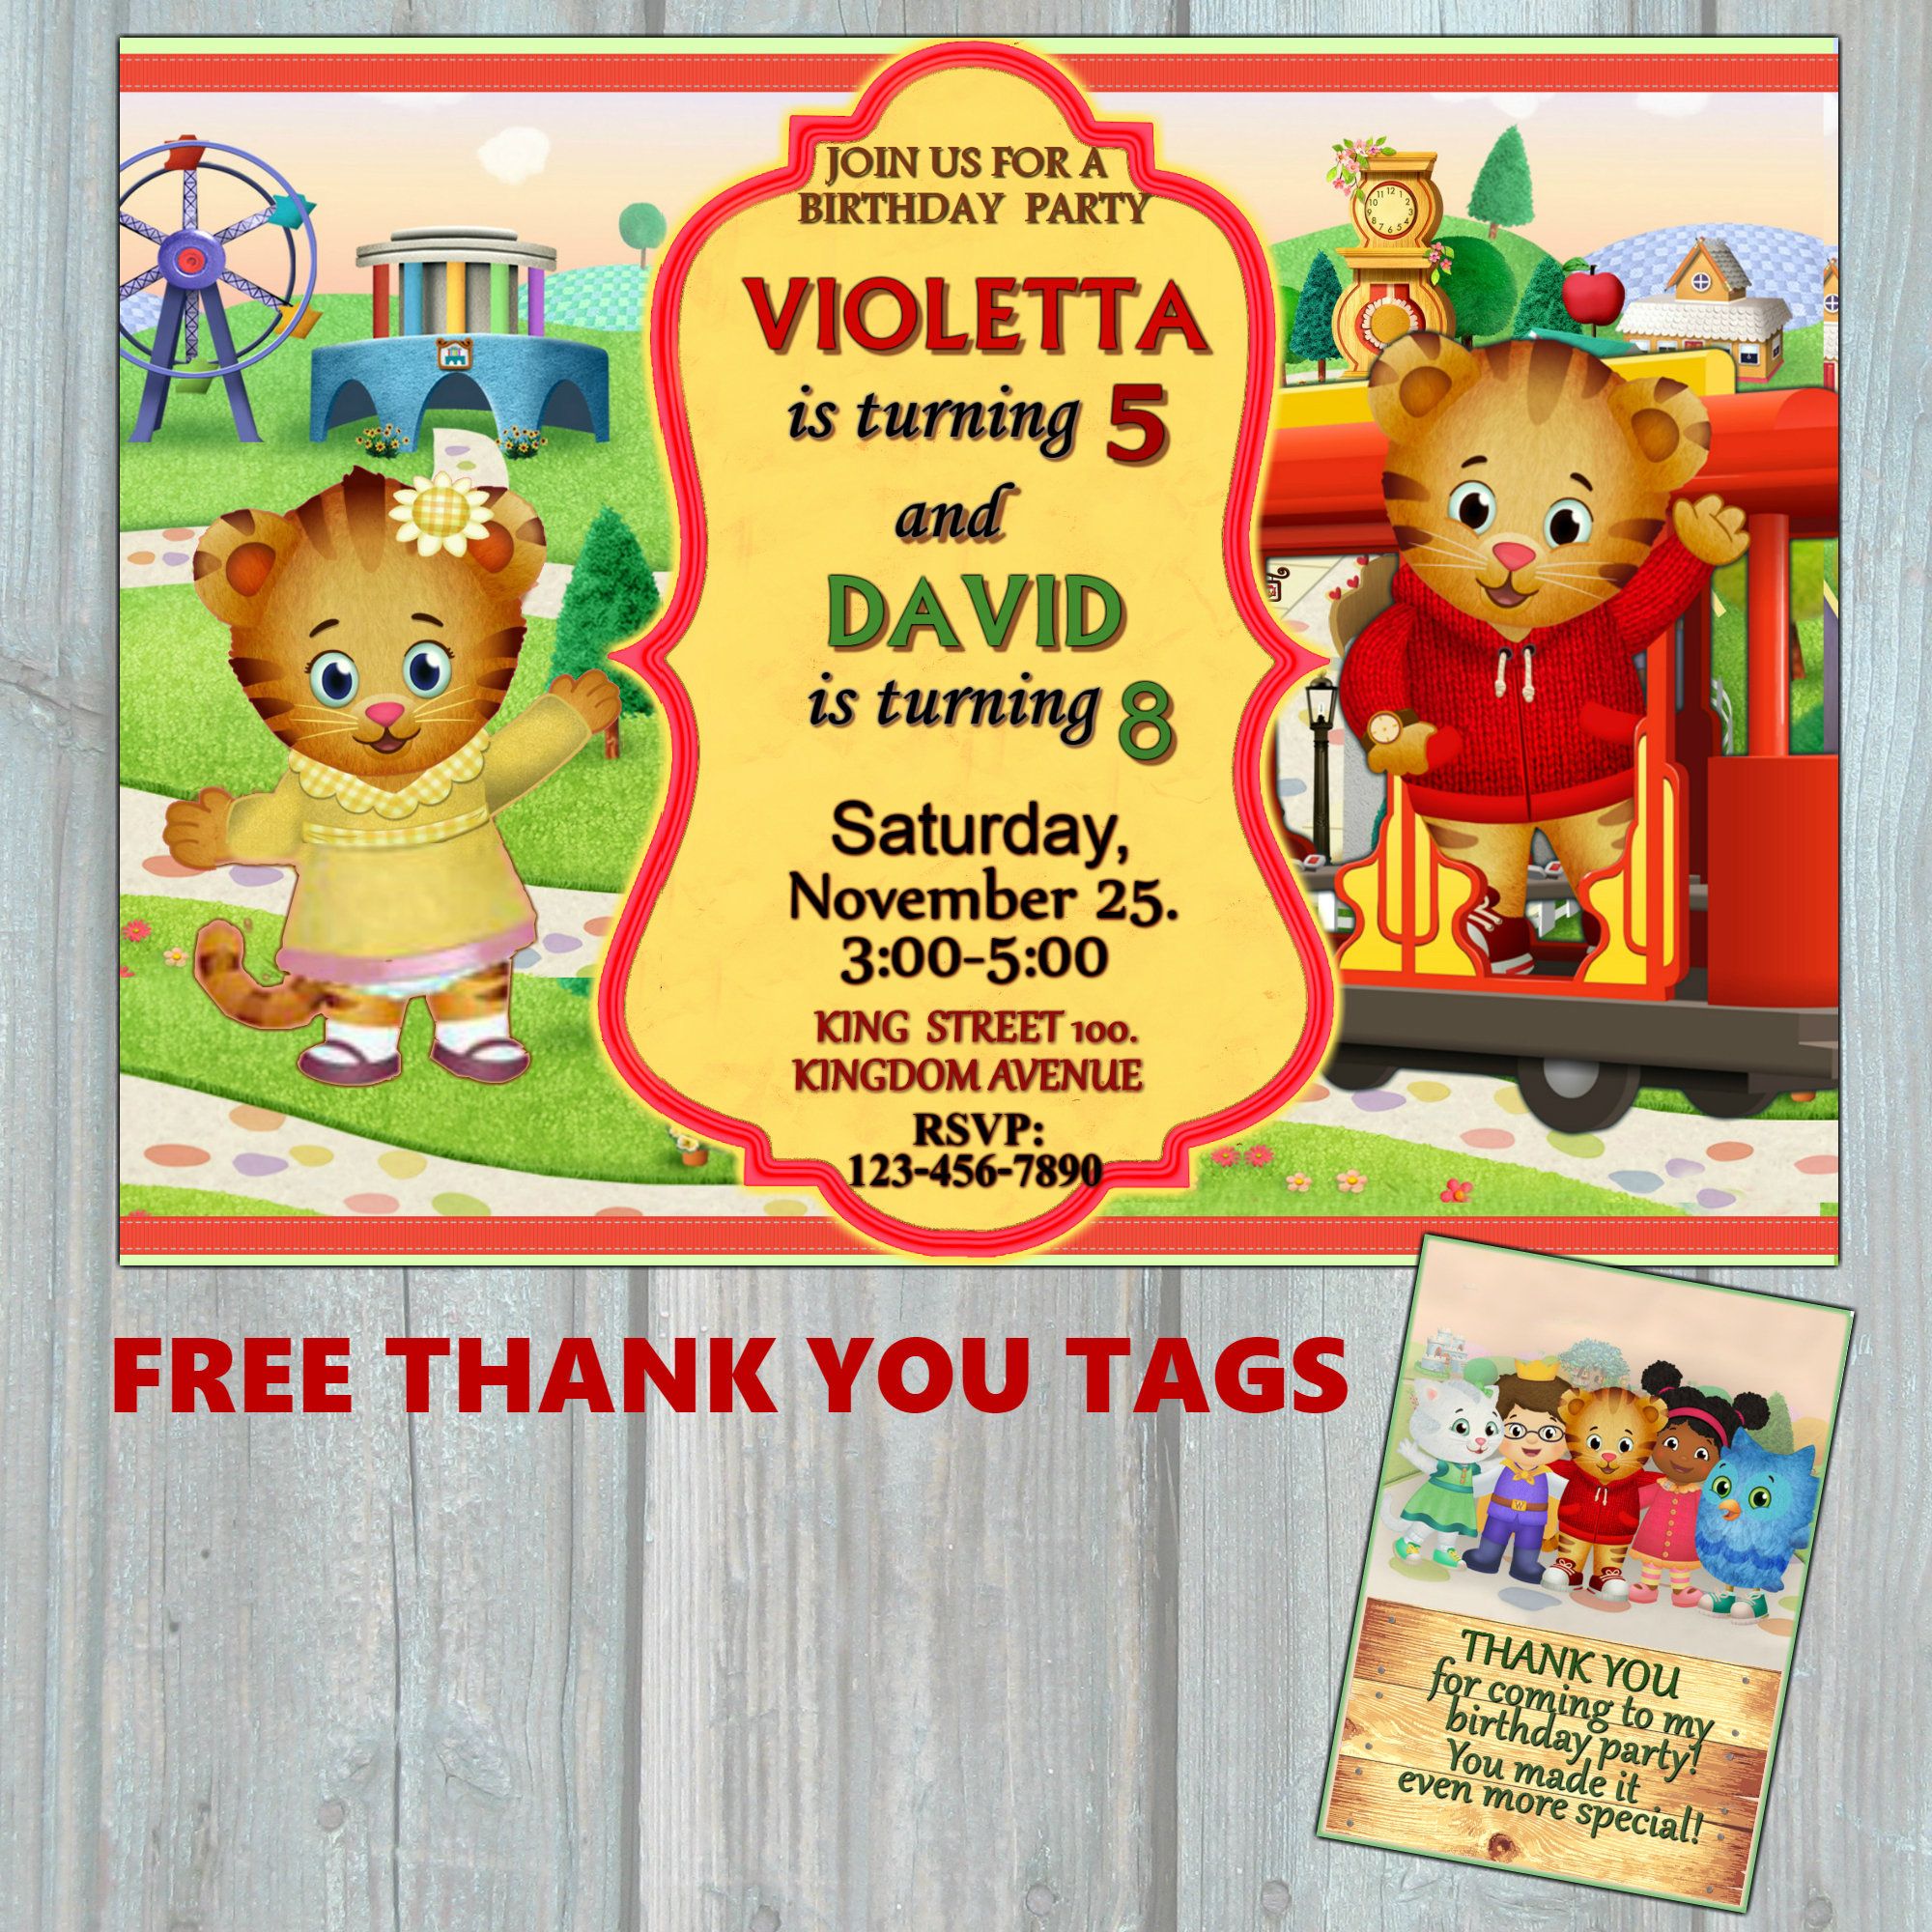 JOIN US FOR A
BIRTHDAY PARTY
VIOLETTA
is turning 5
and
DAVID
is turning 8
Saturday,
November 25.
3:00-5:00
KING STREET 100.
KINGDOM AVENUE
RSVP:
123-456-7890
FREE THANK YOU TAGS
THANK YOU
for coming to my
birthday party!
You made it
even more special!